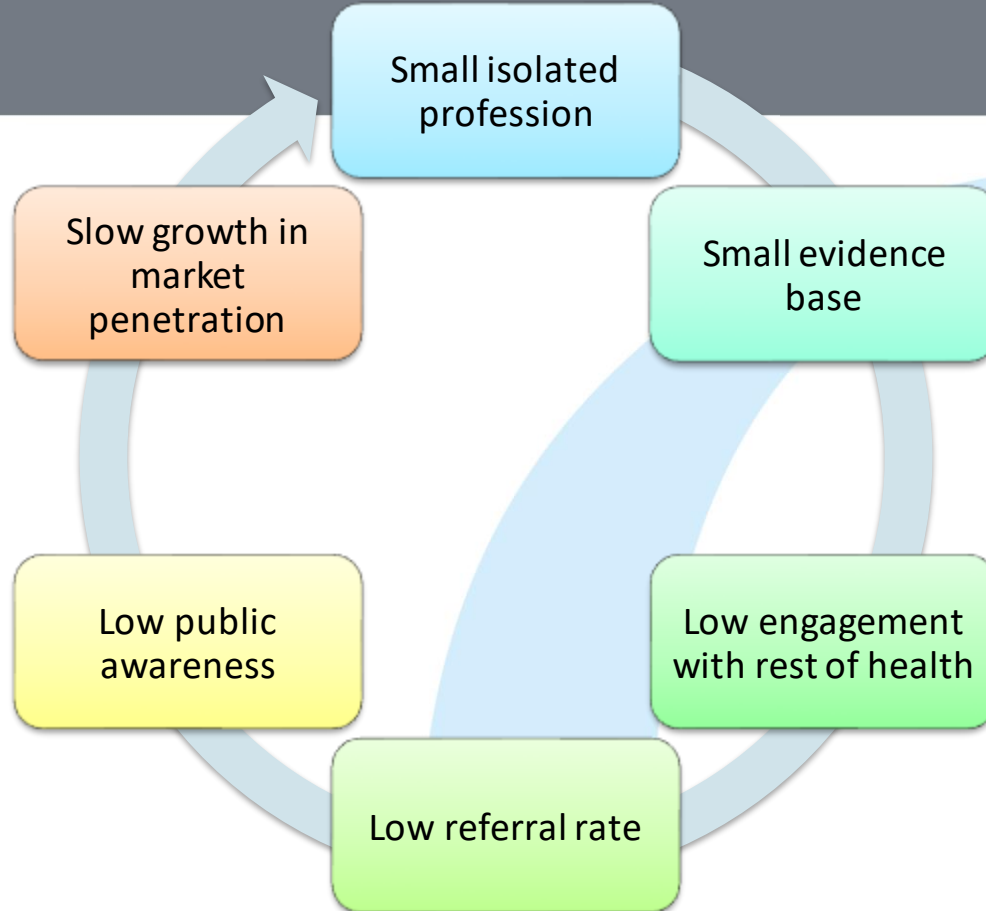 Small isolated
profession
Small evidence
base
Low engagement
with rest of health
Low referral rate
Low public
awareness
Slow growth in
market
penetration